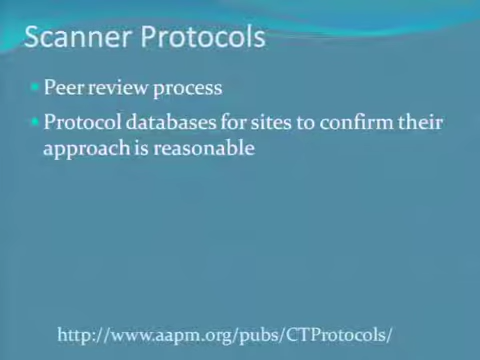 Scanner Protocols
Peer review process
Protocol databases for sites to confirm their
approach is reasonable
http://www.aapm.org/pubs/CTProtocols/